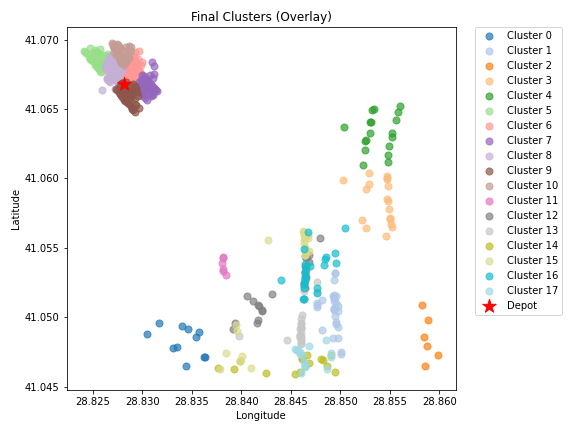 Final Clusters (Overlay)
41.070
41.065
41.060
41.055
41.050
41.045
Latitude
28.825 28.830 28.835 28.840 28.845 28.850 28.855 28.860
Longitude
Cluster 0
Cluster 1
Cluster 2
Cluster 3
Cluster 4
Cluster 5
Cluster 6
Cluster 7
Cluster 8
Cluster 9
Cluster 10
Cluster 11
Cluster 12
Cluster 13
Cluster 14
Cluster 15
Cluster 16
Cluster 17
Depot